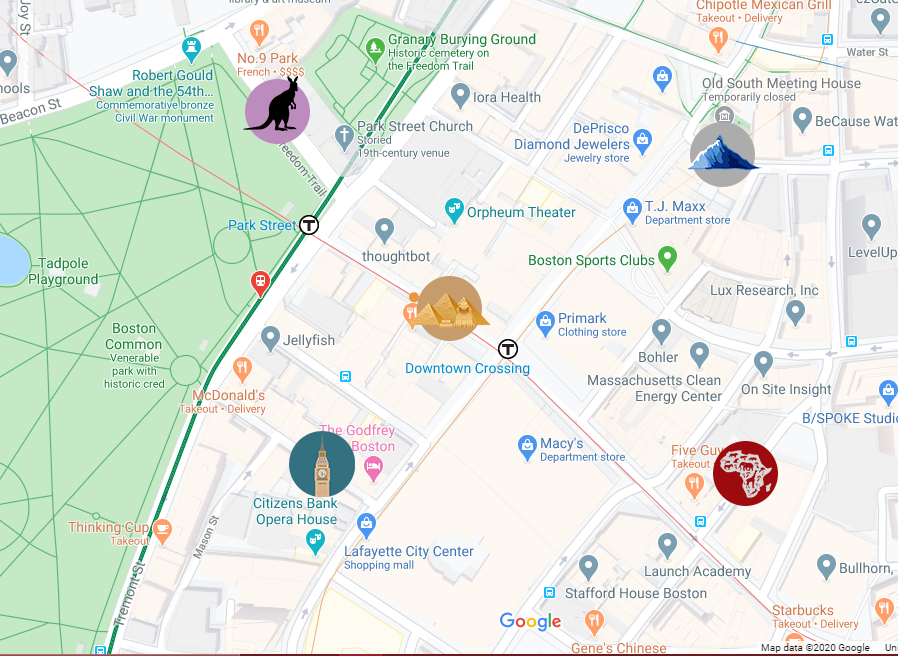 library & art museum
Chipotle Mexican Grill
Takeout • Delivery
Joy St
Granary Burying Ground
Historic cemetery on
the Freedom Trail
Water St
No.9 Park
French • $$$$
Robert Gould
Shaw and the 54th...
Commemorative bronze
Civil War monument
Beacon St
Iora Health
Old South Meeting House
Temporarily closed
Park Street Church
Storied
19th-century venue
DePrisco
Diamond Jewelers
Jewelry store
BeCause Wat
Freedom-Trail
T.J. Maxx
Department store
Orpheum Theater
Park Street
T
thoughtbot
Boston Sports Clubs
LevelUp
Tadpole
Playground
Lux Research, Inc
Primark
Clothing store
Boston
Common
Venerable
park with
historic cred
Jellyfish
T
Downtown Crossing
Bohler
Massachusetts Clean
Energy Center
On Site Insight
McDonald's
Takeout • Delivery
B/SPOKE Studio
The Godfrey
Boston
Macy's
Department store
Five Guy
Takeout
Citizens Bank
Opera House
Thinking Cup
Takeout
Mason St
Lafayette City Center
Shopping mall
Launch Academy
Bullhorn,
Stafford House Boston
Tremont St
Starbucks
Takeout • Delivery
Google
Gene's Chinese
Map data ©2020 Google